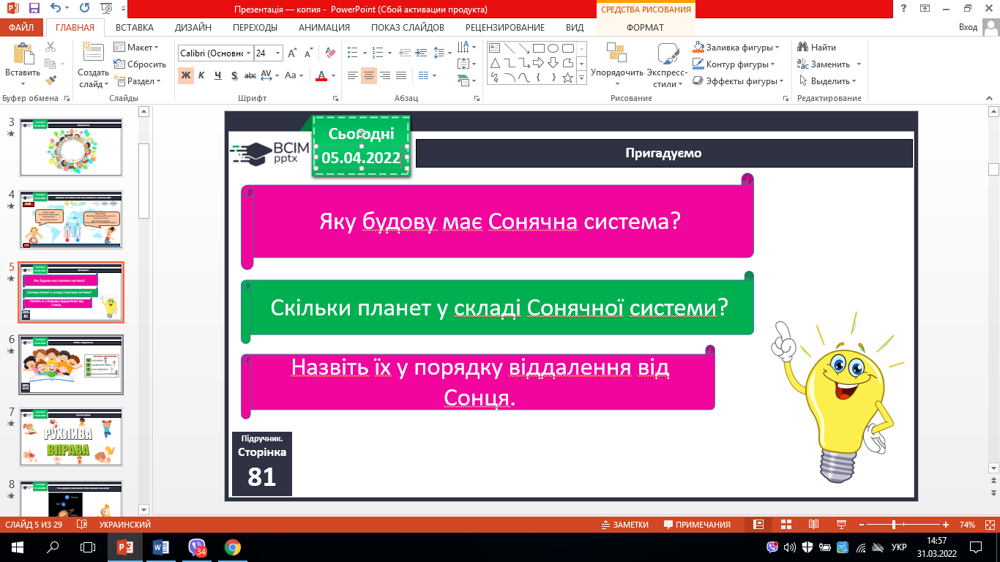 Презентація — копия - PowerPoint (Сбой активации продукта)
СРЕДСТВА РИСОВАНИЯ
ФАЙЛ ГЛАВНАЯ ВСТАВКА ДИЗАЙН ПЕРЕХОДЫ АНИМАЦИЯ ПОКАЗ СЛАЙДОВ РЕЦЕНЗИРОВАНИЕ ВИД ФОРМАТ
Вход
Вставить
Буфер обмена
Создать слайд
Макет
Сбросить
Раздел
Слайды
Calibri (Основно 24
Ж К Ч S abc AV Aa А
Шрифт
Абзац
Упорядочить
Экспресс-стили
Заливка фигуры
Контур фигуры
Эффекты фигуры
Рисование
Найти
Заменить
Выделить
Редактирование
3
4
5
Яку будову має Сонячна система?
Скільки планет у складі Сонячної системи?
Назвіть їх у порядку віддалення від Сонця.
81
6
7
РУХЛИВА
ВПРАВА
8
Сьогодні
05.04.2022
ВСІМ
pptx
Пригадуємо
Яку будову має Сонячна система?
Скільки планет у складі Сонячної системи?
Назвіть їх у порядку віддалення від
Сонця.
Підручник.
Сторінка
81
СЛАЙД 5 ИЗ 29 УКРАИНСКИЙ
ЗАМЕТКИ ПРИМЕЧАНИЯ 74%
34
УКР
14:57
31.03.2022